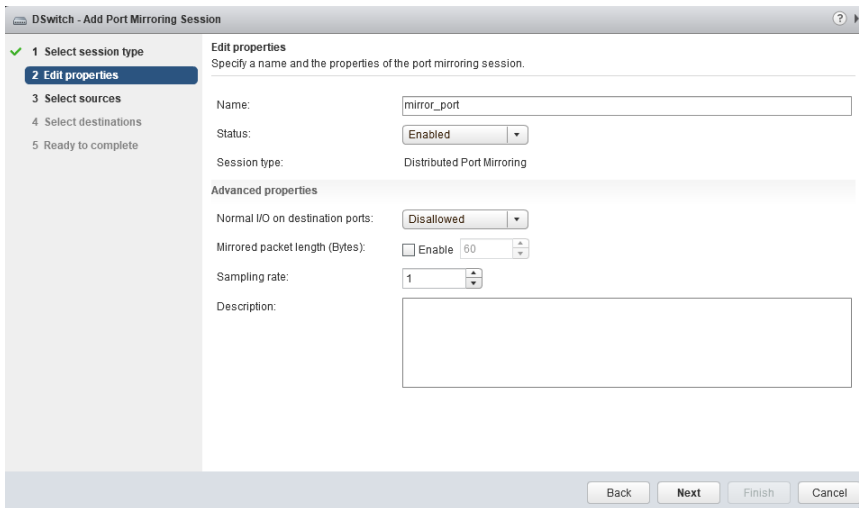 DSwitch - Add Port Mirroring Session ?
1 Select session type
2 Edit properties
3 Select sources
4 Select destinations
5 Ready to complete
Edit properties
Specify a name and the properties of the port mirroring session.
Name: mirror_port
Status: Enabled
Session type: Distributed Port Mirroring
Advanced properties
Normal I/O on destination ports: Disallowed
Mirrored packet length (Bytes): Enable 60
Sampling rate: 1
Description:
Back Next Finish Cancel